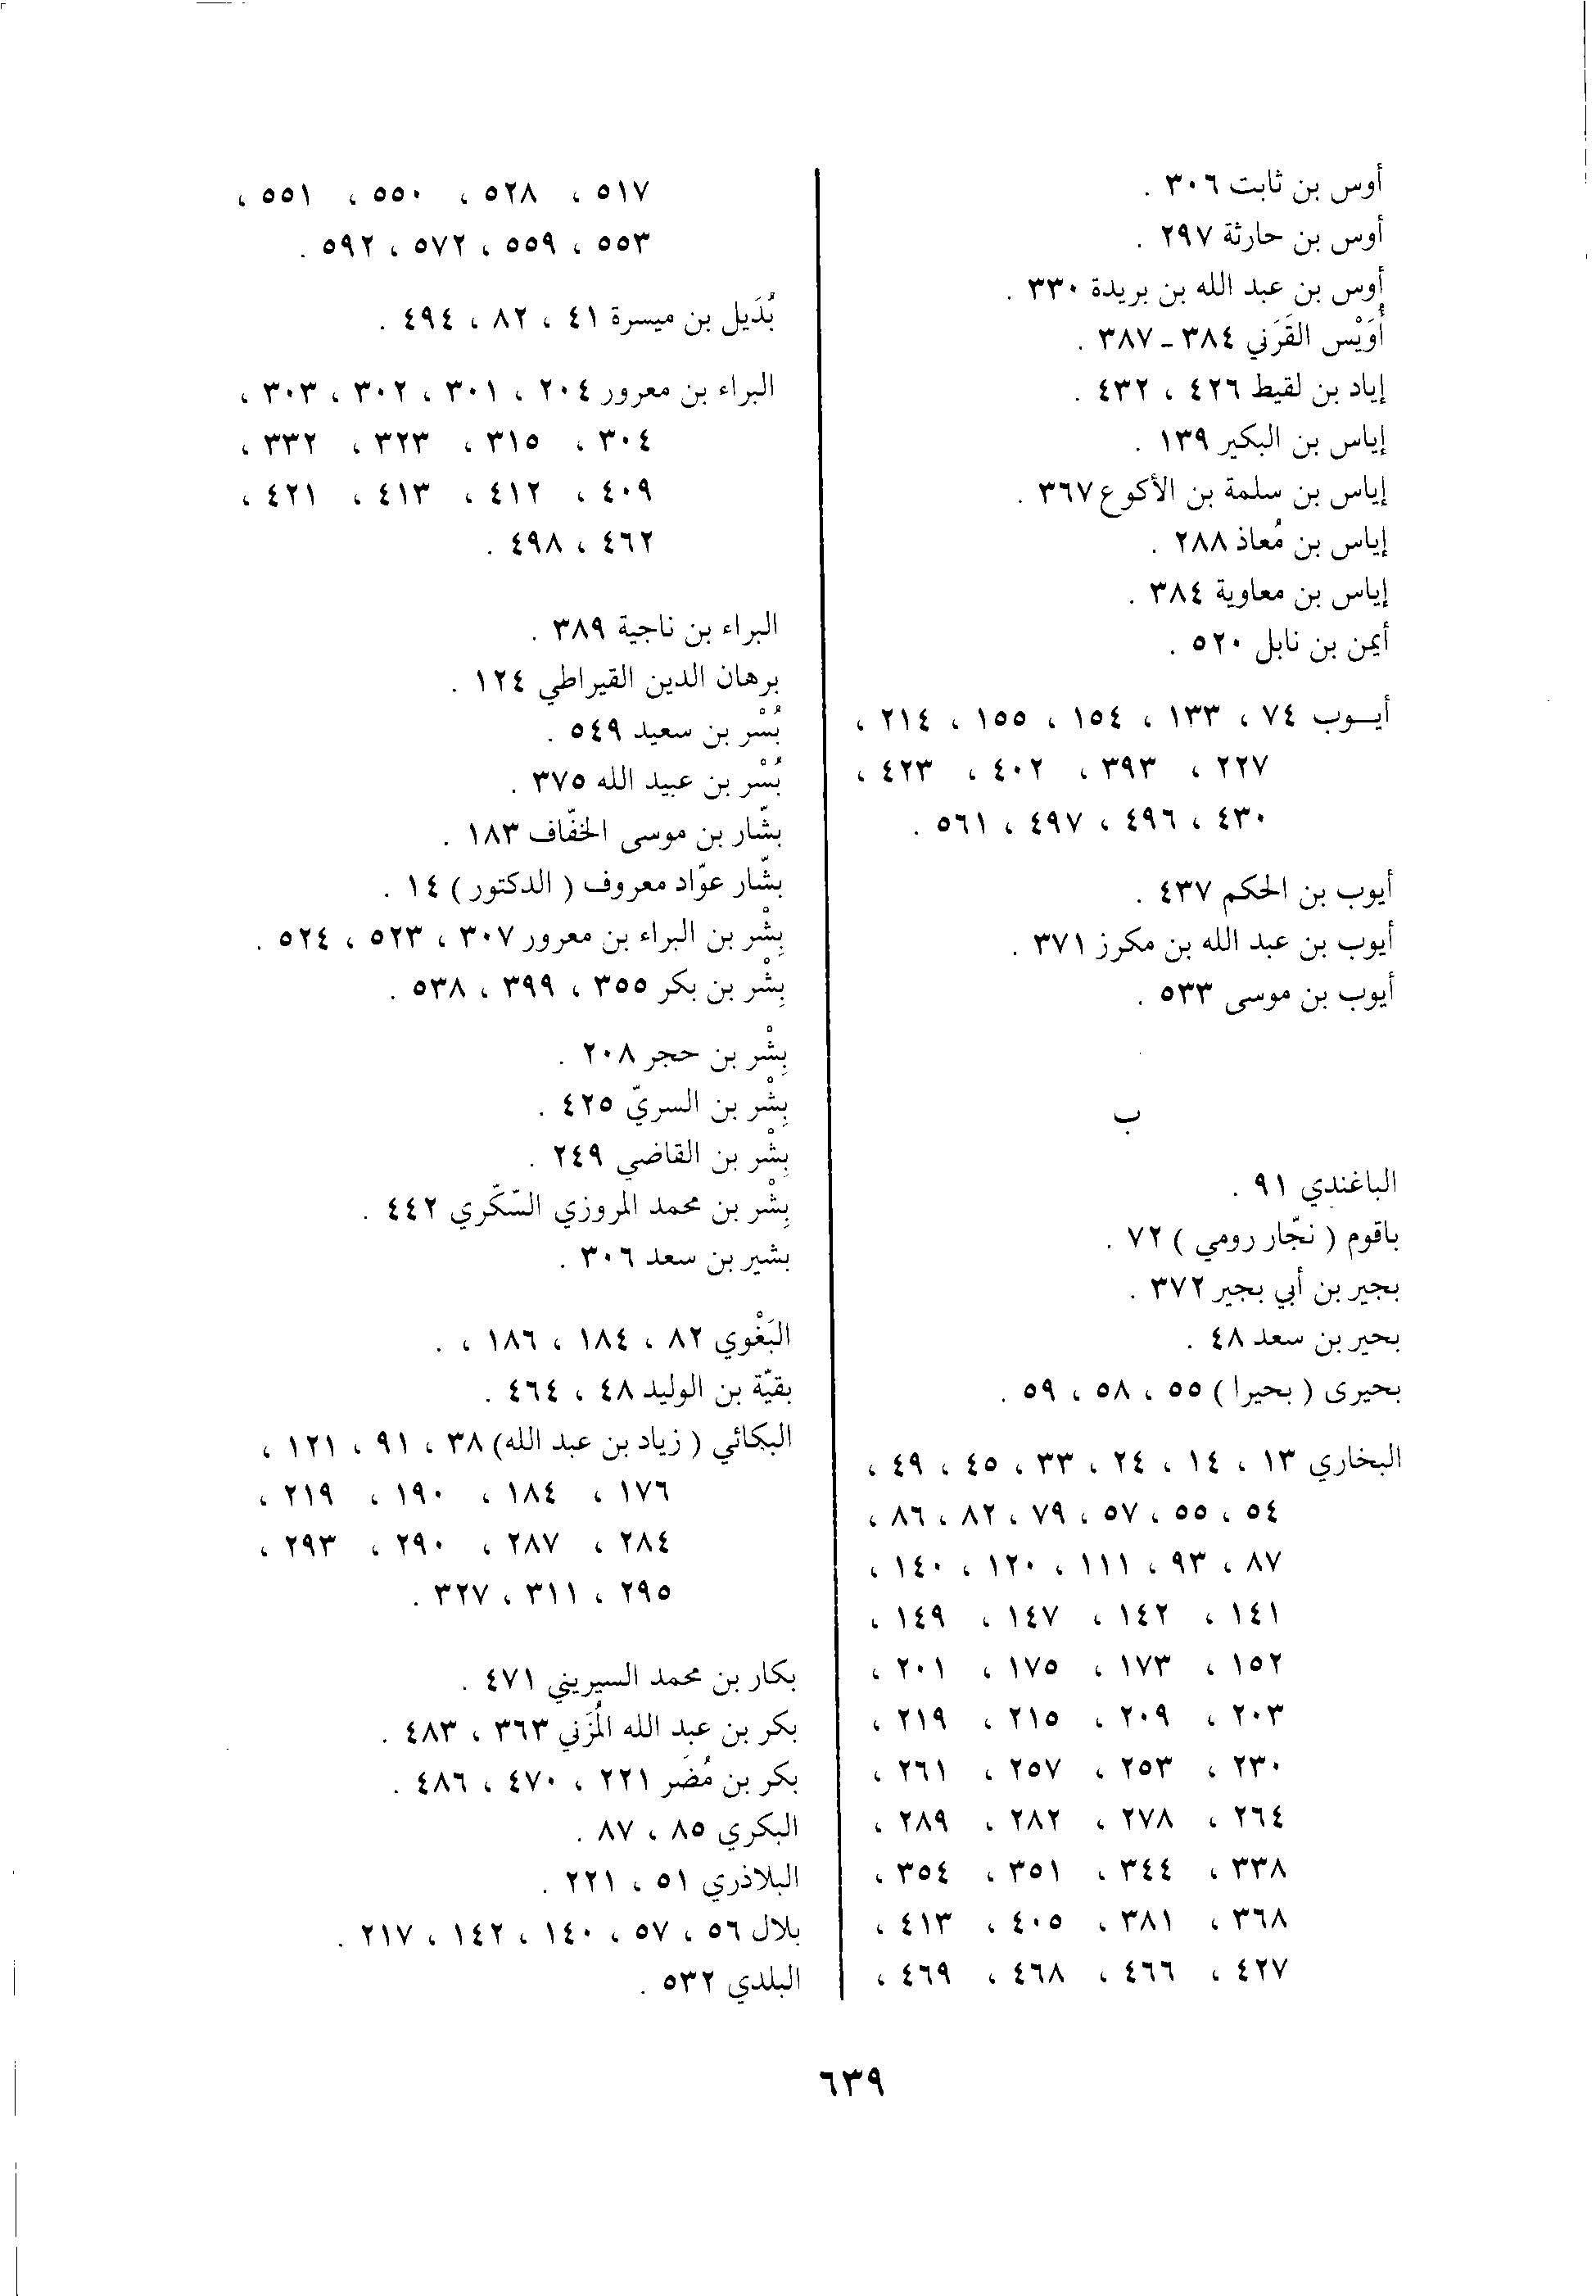 أوس بن ثابت ٣٠٦ .
أوس بن حارثة ٢٩٧ .
أوس بن عبد الله بن بريدة ٣٣٠ .
أُوَيْس القَرَني ٣٨٤ - ٣٨٧ .
إياد بن لقيط ٤٢٦ ، ٤٣٢ .
إياس بن البكير ١٣٩ .
إياس بن سلمة بن الأكوع ٣٦٧ .
إياس بن مُعاذ ٢٨٨ .
إياس بن معاوية ٣٨٤ .
أيمن بن نابل ٥٢٠ .
أيـوب ٧٤ ، ١٣٣ ، ١٥٤ ، ١٥٥ ، ٢١٤ ،
٢٢٧ ، ٣٩٣ ، ٤٠٢ ، ٤٢٣ ،
٤٣٠ ، ٤٩٦ ، ٤٩٧ ، ٥٦١ .
أيوب بن الحكم ٤٣٧ .
أيوب بن عبد الله بن مكرز ٣٧١ .
أيوب بن موسى ٥٣٣ .
ب
الباغندي ٩١ .
باقوم ( نجّار رومي ) ٧٢ .
بجير بن أبي بجير ٣٧٢ .
بحير بن سعد ٤٨ .
بحيرى ( بحيرا ) ٥٥ ، ٥٨ ، ٥٩ .
البخاري ١٣ ، ١٤ ، ٢٤ ، ٣٣ ، ٤٥ ، ٤٩ ،
٥٤ ، ٥٥ ، ٥٧ ، ٧٩ ، ٨٢ ، ٨٦ ،
٨٧ ، ٩٣ ، ١١١ ، ١٢٠ ، ١٤٠ ،
١٤١ ، ١٤٢ ، ١٤٧ ، ١٤٩ ،
١٥٢ ، ١٧٣ ، ١٧٥ ، ٢٠١ ،
٢٠٣ ، ٢٠٩ ، ٢١٥ ، ٢١٩ ،
٢٣٠ ، ٢٥٣ ، ٢٥٧ ، ٢٦١ ،
٢٦٤ ، ٢٧٨ ، ٢٨٢ ، ٢٨٩ ،
٣٣٨ ، ٣٤٤ ، ٣٥١ ، ٣٥٤ ،
٣٦٨ ، ٣٨١ ، ٤٠٥ ، ٤١٣ ،
٤٢٧ ، ٤٦٦ ، ٤٦٨ ، ٤٦٩ ،
٥١٧ ، ٥٢٨ ، ٥٥٠ ، ٥٥١ ،
٥٥٣ ، ٥٥٩ ، ٥٧٢ ، ٥٩٢ .
بُدَيل بن ميسرة ٤١ ، ٨٢ ، ٤٩٤ .
البراء بن معرور ٢٠٤ ، ٣٠١ ، ٣٠٢ ، ٣٠٣ ،
٣٠٤ ، ٣١٥ ، ٣٢٣ ، ٣٣٢ ،
٤٠٩ ، ٤١٢ ، ٤١٣ ، ٤٢١ ،
٤٦٢ ، ٤٩٨ .
البراء بن ناجية ٣٨٩ .
برهان الدين القيراطي ١٢٤ .
بُسْر بن سعيد ٥٤٩ .
بُسْر بن عبيد الله ٣٧٥ .
بشّار بن موسى الخفّاف ١٨٣ .
بشّار عوّاد معروف ( الدكتور ) ١٤ .
بِشْر بن البراء بن معرور ٣٠٧ ، ٥٢٣ ، ٥٢٤ .
بِشْر بن بكر ٣٥٥ ، ٣٩٩ ، ٥٣٨ .
بِشْر بن حجر ٢٠٨ .
بِشْر بن السريّ ٤٢٥ .
بِشْر بن القاضي ٢٤٩ .
بِشْر بن محمد المروزي السّكّري ٤٤٢ .
بشير بن سعد ٣٠٦ .
البَغْوي ٨٢ ، ١٨٤ ، ١٨٦ ، .
بقيّة بن الوليد ٤٨ ، ٤٦٤ .
البكائي ( زياد بن عبد الله) ٣٨ ، ٩١ ، ١٢١ ،
١٧٦ ، ١٨٤ ، ١٩٠ ، ٢١٩ ،
٢٨٤ ، ٢٨٧ ، ٢٩٠ ، ٢٩٣ ،
٢٩٥ ، ٣١١ ، ٣٢٧ .
بكار بن محمد السيريني ٤٧١ .
بكر بن عبد الله المُزَني ٣٦٣ ، ٤٨٣ .
بكر بن مُضَر ٢٢١ ، ٤٧٠ ، ٤٨٦ .
البكري ٨٥ ، ٨٧ .
البلاذري ٥١ ، ٢٢١ .
بلال ٥٦ ، ٥٧ ، ١٤٠ ، ١٤٢ ، ٢١٧ .
البلدي ٥٣٢ .
٦٣٩